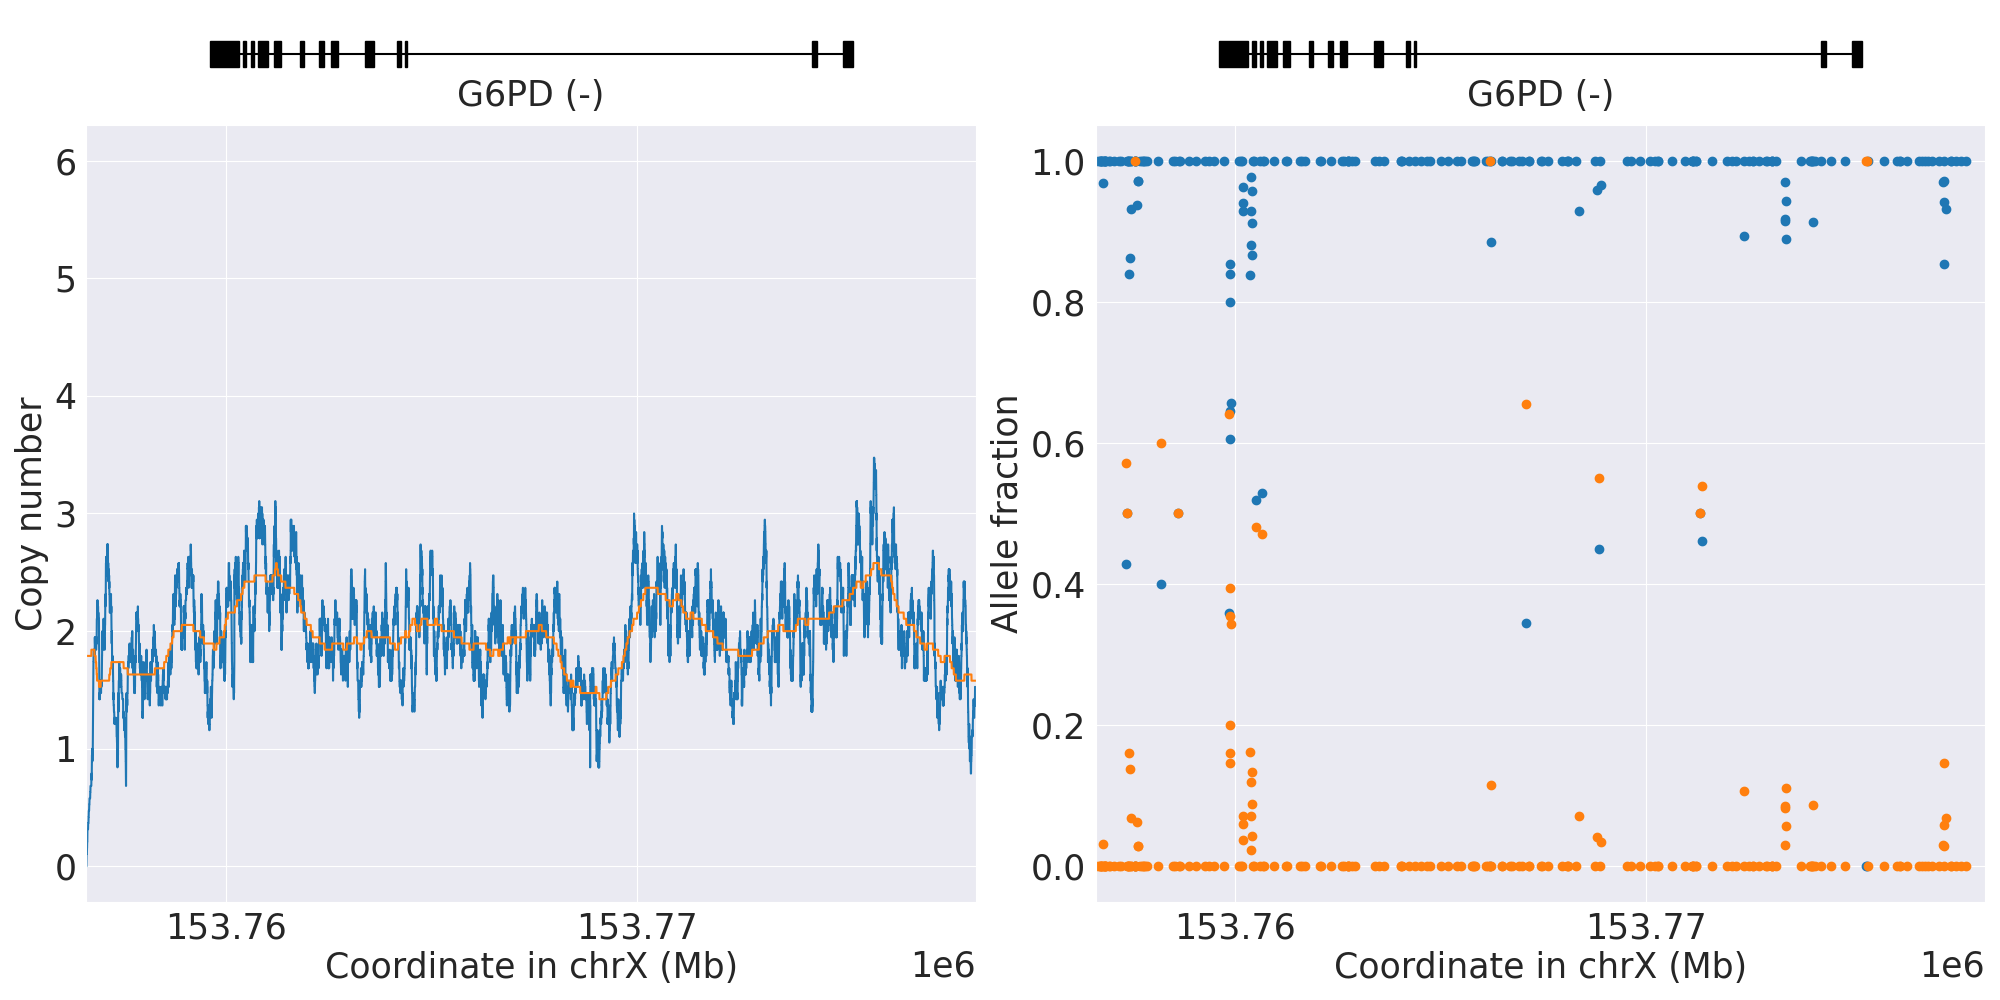 G6PD (-)
G6PD (-)
Copy number
6
5
4
3
2
1
0
153.76
153.77
Coordinate in chrX (Mb)
1e6
Allele fraction
1.0
0.8
0.6
0.4
0.2
0.0
153.76
153.77
Coordinate in chrX (Mb)
1e6